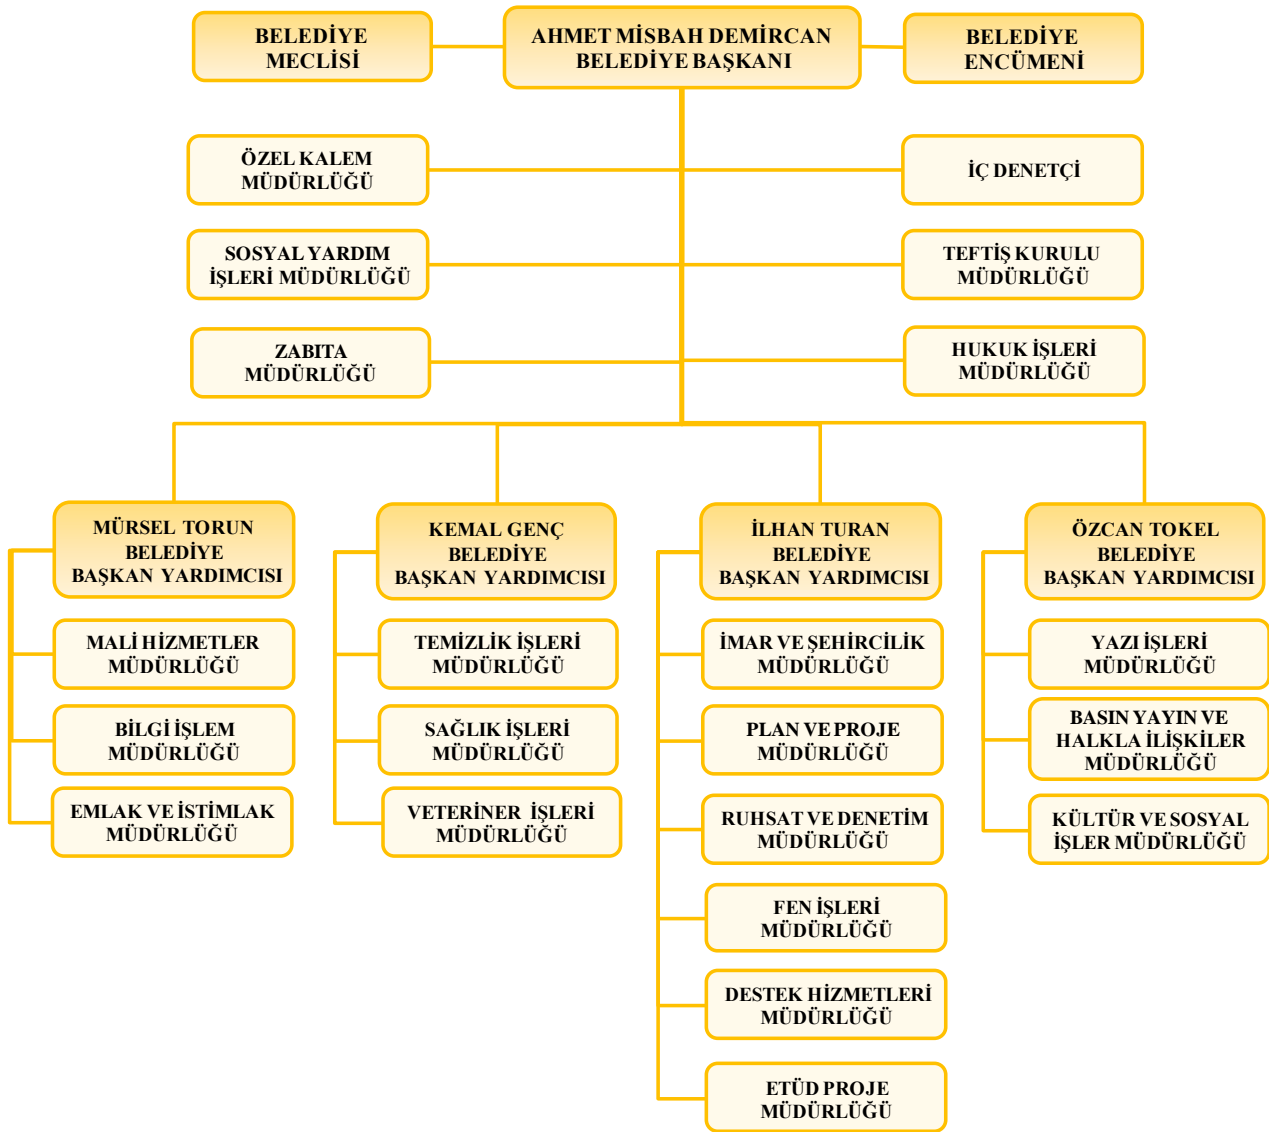 BELEDİYE
MECLİSİ
AHMET MİSBAH DEMİRCAN
BELEDİYE BAŞKANI
BELEDİYE
ENCÜMENİ
ÖZEL KALEM
MÜDÜRLÜĞÜ
İÇ DENETÇİ
SOSYAL YARDIM
İŞLERİ MÜDÜRLÜĞÜ
TEFTİŞ KURULU
MÜDÜRLÜĞÜ
ZABITA
MÜDÜRLÜĞÜ
HUKUK İŞLERİ
MÜDÜRLÜĞÜ
MÜRSEL TORUN
BELEDİYE
BAŞKAN YARDIMCISI
MALİ HİZMETLER
MÜDÜRLÜĞÜ
BİLGİ İŞLEM
MÜDÜRLÜĞÜ
EMLAK VE İSTİMLAK
MÜDÜRLÜĞÜ
KEMAL GENÇ
BELEDİYE
BAŞKAN YARDIMCISI
TEMİZLİK İŞLERİ
MÜDÜRLÜĞÜ
SAĞLIK İŞLERİ
MÜDÜRLÜĞÜ
VETERİNER İŞLERİ
MÜDÜRLÜĞÜ
İLHAN TURAN
BELEDİYE
BAŞKAN YARDIMCISI
İMAR VE ŞEHİRCİLİK
MÜDÜRLÜĞÜ
PLAN VE PROJE
MÜDÜRLÜĞÜ
RUHSAT VE DENETİM
MÜDÜRLÜĞÜ
FEN İŞLERİ
MÜDÜRLÜĞÜ
DESTEK HİZMETLERİ
MÜDÜRLÜĞÜ
ETÜD PROJE
MÜDÜRLÜĞÜ
ÖZCAN TOKEL
BELEDİYE
BAŞKAN YARDIMCISI
YAZI İŞLERİ
MÜDÜRLÜĞÜ
BASIN YAYIN VE
HALKLA İLİŞKİLER
MÜDÜRLÜĞÜ
KÜLTÜR VE SOSYAL
İŞLER MÜDÜRLÜĞÜ